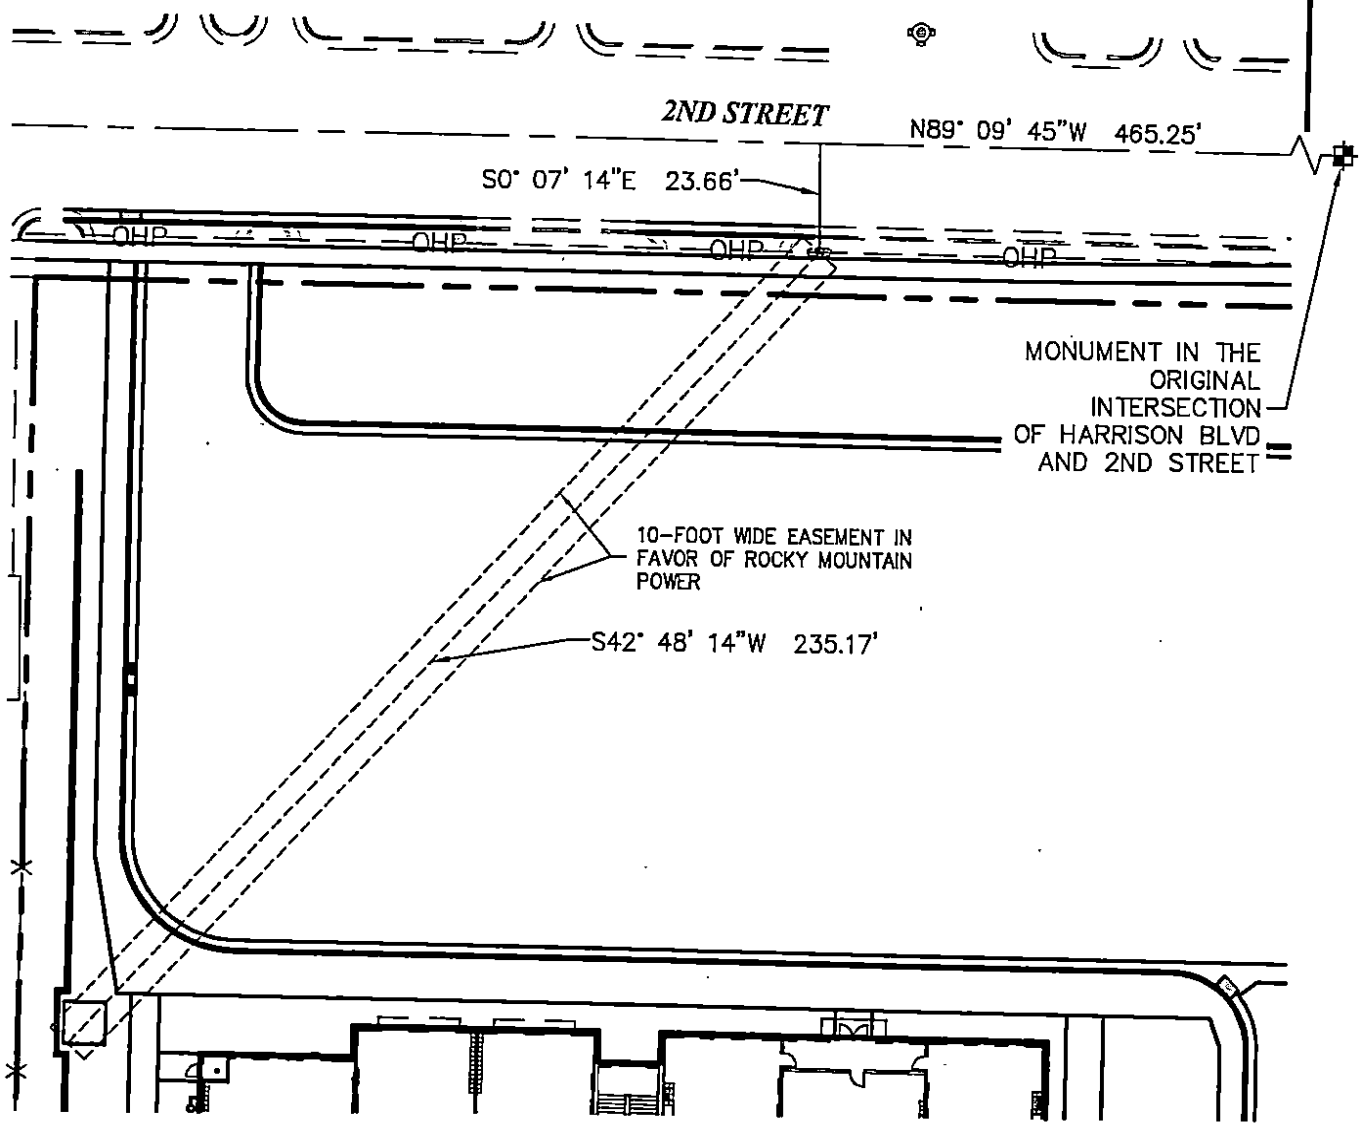 2ND STREET
N89° 09' 45"W 465.25'
S0° 07' 14"E 23.66'
OHP
OHP
OHP
OHP
MONUMENT IN THE
ORIGINAL
INTERSECTION
OF HARRISON BLVD
AND 2ND STREET
10-FOOT WIDE EASEMENT IN
FAVOR OF ROCKY MOUNTAIN
POWER
S42° 48' 14"W 235.17'